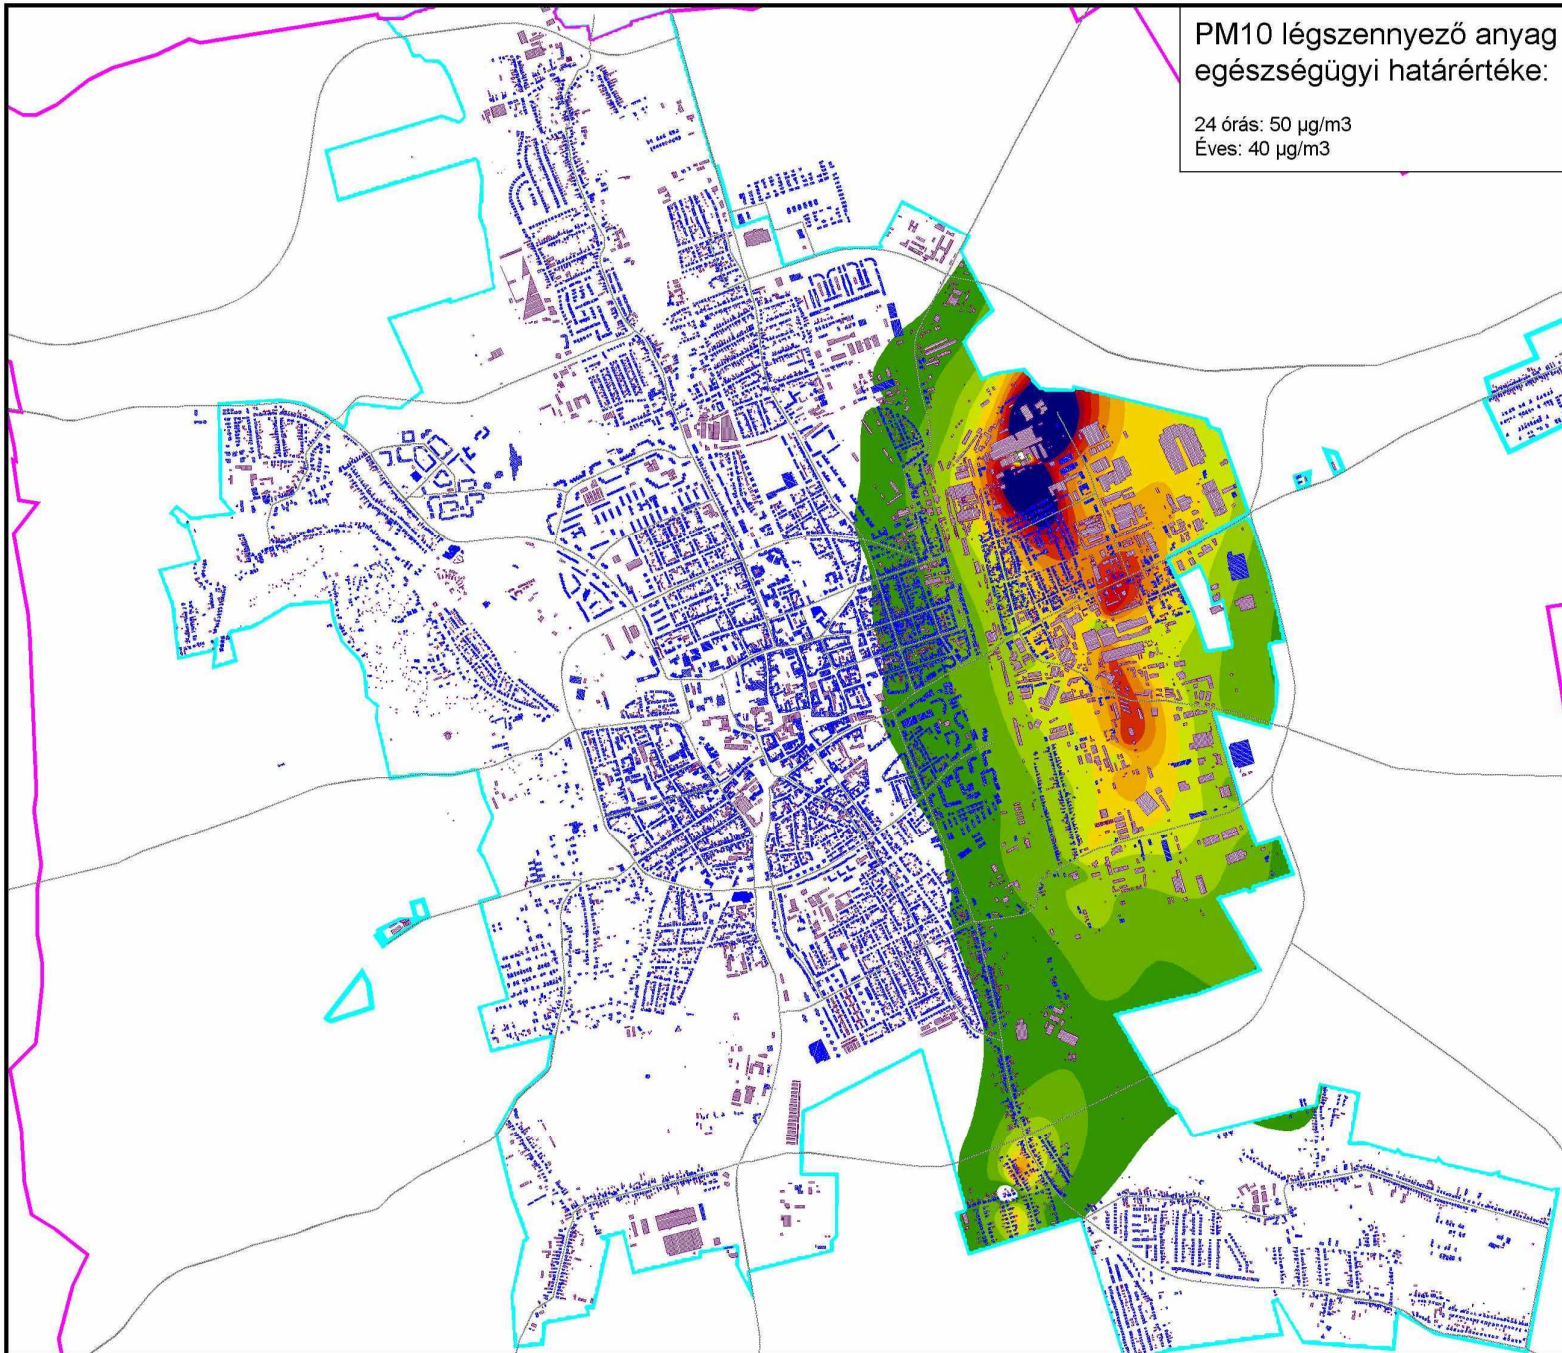 PM10 légszennyező anyag
egészségügyi határértéke:
24 órás: 50 µg/m3
Éves: 40 µg/m3